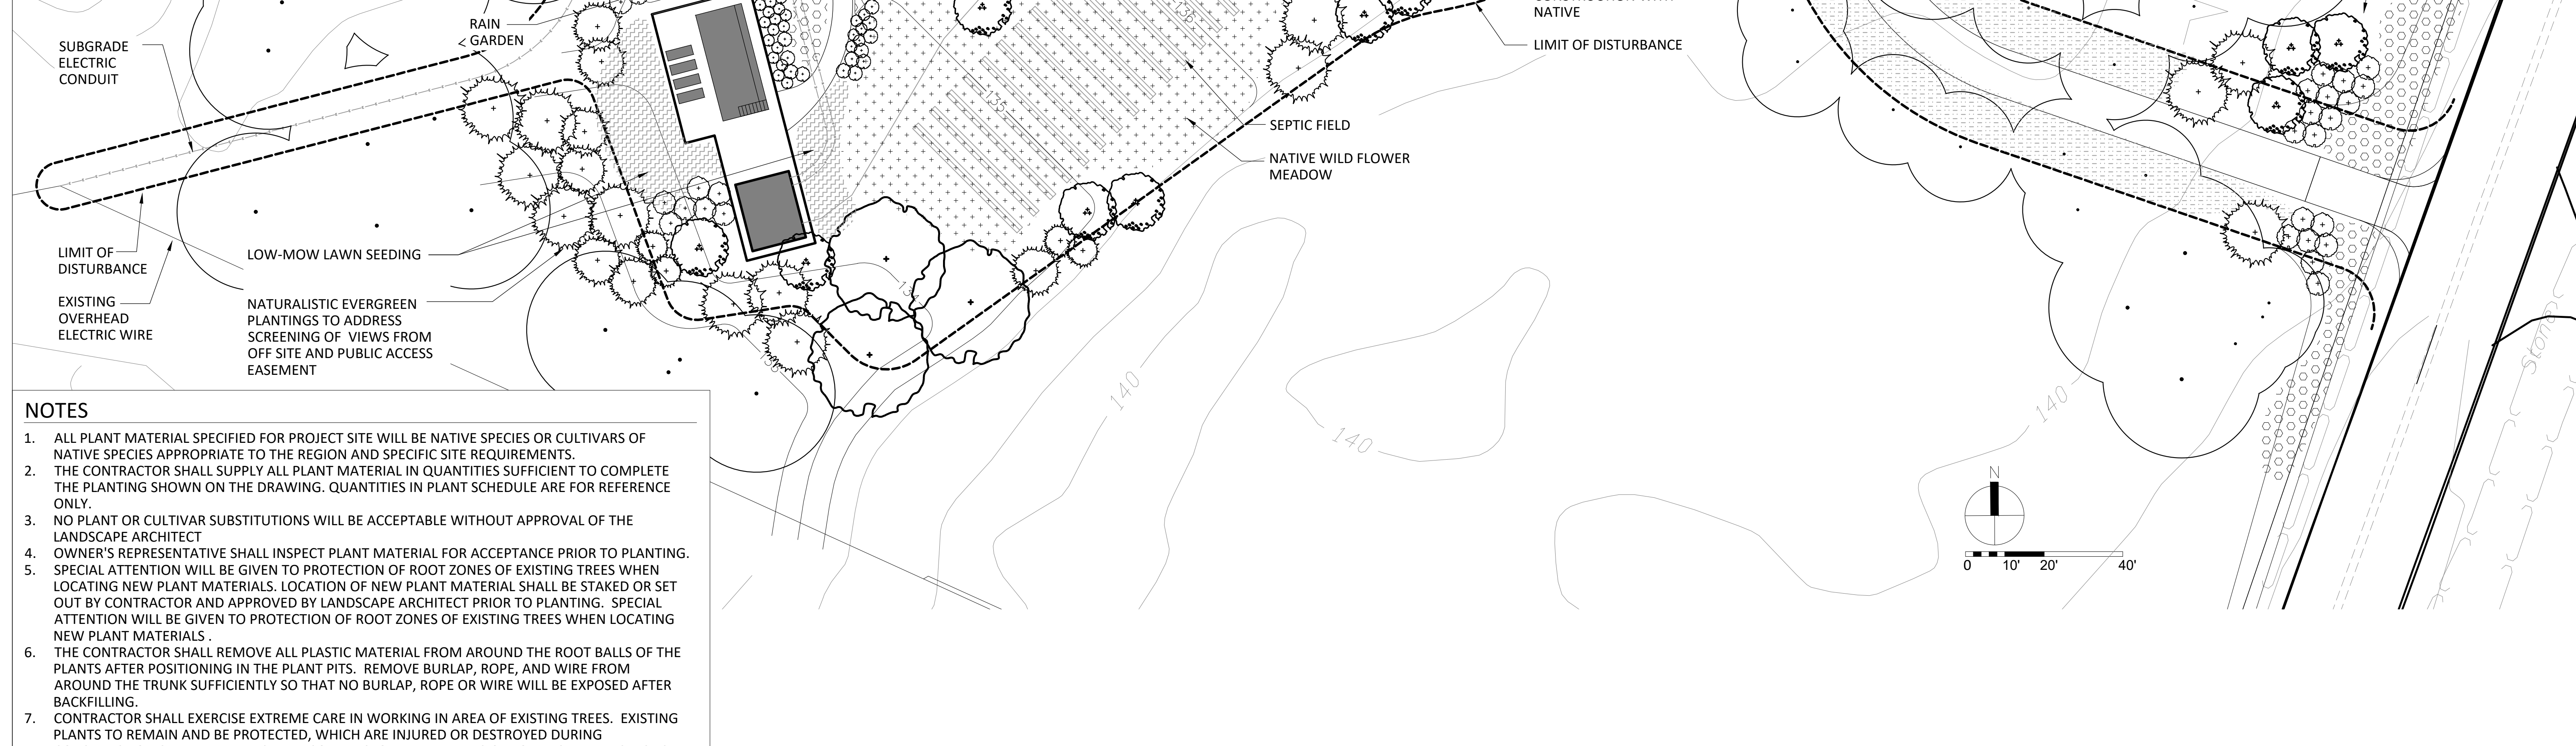 RAIN
GARDEN
SUBGRADE
ELECTRIC
CONDUIT
NATIVE
LIMIT OF DISTURBANCE
135
SEPTIC FIELD
NATIVE WILD FLOWER
MEADOW
LIMIT OF
DISTURBANCE
LOW-MOW LAWN SEEDING
EXISTING
OVERHEAD
ELECTRIC WIRE
NATURALISTIC EVERGREEN
PLANTINGS TO ADDRESS
SCREENING OF VIEWS FROM
OFF SITE AND PUBLIC ACCESS
EASEMENT
140
140
140
Stone
N
0 10' 20' 40'
NOTES
1. ALL PLANT MATERIAL SPECIFIED FOR PROJECT SITE WILL BE NATIVE SPECIES OR CULTIVARS OF
NATIVE SPECIES APPROPRIATE TO THE REGION AND SPECIFIC SITE REQUIREMENTS.
2. THE CONTRACTOR SHALL SUPPLY ALL PLANT MATERIAL IN QUANTITIES SUFFICIENT TO COMPLETE
THE PLANTING SHOWN ON THE DRAWING. QUANTITIES IN PLANT SCHEDULE ARE FOR REFERENCE
ONLY.
3. NO PLANT OR CULTIVAR SUBSTITUTIONS WILL BE ACCEPTABLE WITHOUT APPROVAL OF THE
LANDSCAPE ARCHITECT
4. OWNER'S REPRESENTATIVE SHALL INSPECT PLANT MATERIAL FOR ACCEPTANCE PRIOR TO PLANTING.
5. SPECIAL ATTENTION WILL BE GIVEN TO PROTECTION OF ROOT ZONES OF EXISTING TREES WHEN
LOCATING NEW PLANT MATERIALS. LOCATION OF NEW PLANT MATERIAL SHALL BE STAKED OR SET
OUT BY CONTRACTOR AND APPROVED BY LANDSCAPE ARCHITECT PRIOR TO PLANTING. SPECIAL
ATTENTION WILL BE GIVEN TO PROTECTION OF ROOT ZONES OF EXISTING TREES WHEN LOCATING
NEW PLANT MATERIALS .
6. THE CONTRACTOR SHALL REMOVE ALL PLASTIC MATERIAL FROM AROUND THE ROOT BALLS OF THE
PLANTS AFTER POSITIONING IN THE PLANT PITS. REMOVE BURLAP, ROPE, AND WIRE FROM
AROUND THE TRUNK SUFFICIENTLY SO THAT NO BURLAP, ROPE OR WIRE WILL BE EXPOSED AFTER
BACKFILLING.
7. CONTRACTOR SHALL EXERCISE EXTREME CARE IN WORKING IN AREA OF EXISTING TREES. EXISTING
PLANTS TO REMAIN AND BE PROTECTED, WHICH ARE INJURED OR DESTROYED DURING